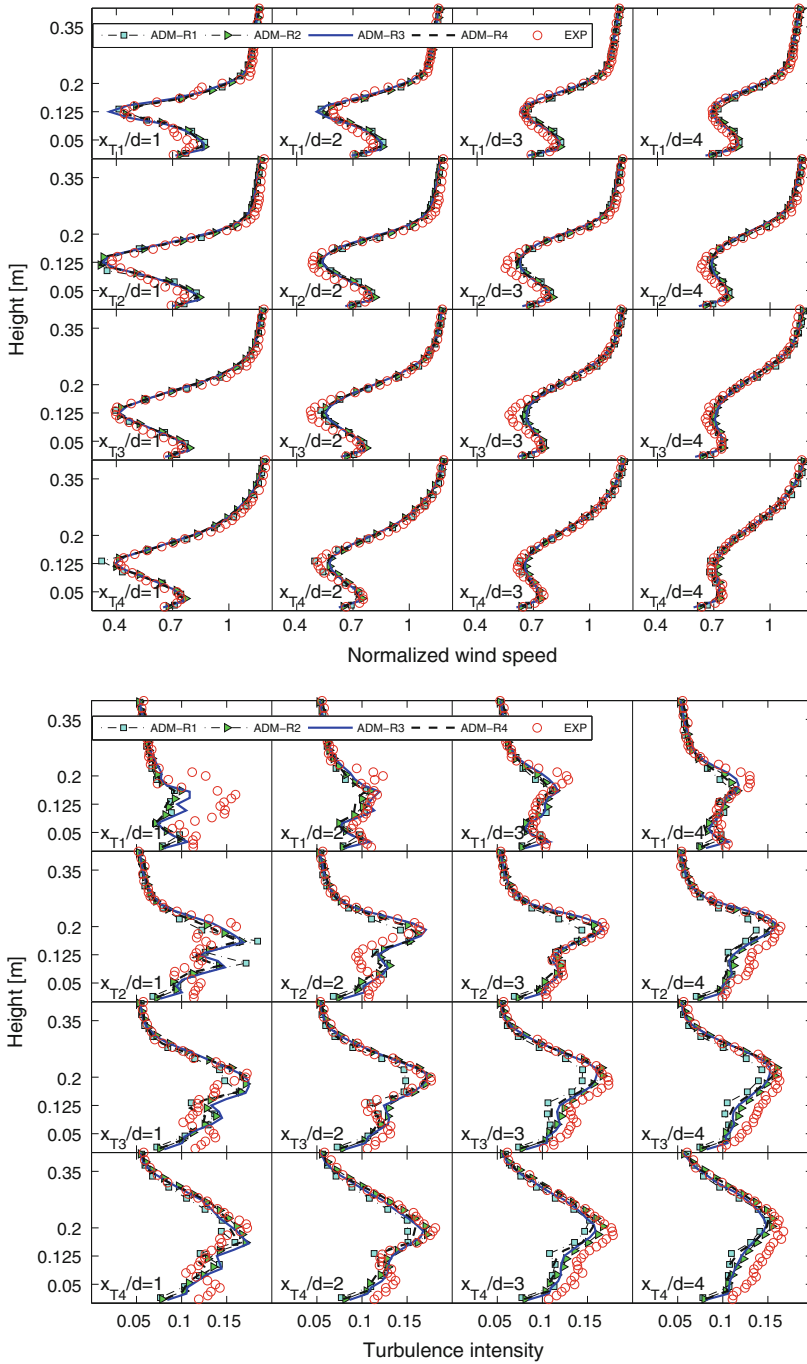 ADM-R1 ADM-R2 ADM-R3 ADM-R4 EXP
0.35
0.2
0.125
0.05
x_T1/d=1 x_T1/d=2 x_T1/d=3 x_T1/d=4
0.35
0.2
0.125
0.05
x_T2/d=1 x_T2/d=2 x_T2/d=3 x_T2/d=4
Height [m]
0.35
0.2
0.125
0.05
x_T3/d=1 x_T3/d=2 x_T3/d=3 x_T3/d=4
0.35
0.2
0.125
0.05
x_T4/d=1 x_T4/d=2 x_T4/d=3 x_T4/d=4
0.4 0.7 1 0.4 0.7 1 0.4 0.7 1 0.4 0.7 1
Normalized wind speed
0.35
ADM-R1 ADM-R2 ADM-R3 ADM-R4 EXP
0.2
0.125
0.05
x_T1/d=1 x_T1/d=2 x_T1/d=3 x_T1/d=4
0.35
0.2
0.125
0.05
x_T2/d=1 x_T2/d=2 x_T2/d=3 x_T2/d=4
Height [m]
0.35
0.2
0.125
0.05
x_T3/d=1 x_T3/d=2 x_T3/d=3 x_T3/d=4
0.35
0.2
0.125
0.05
x_T4/d=1 x_T4/d=2 x_T4/d=3 x_T4/d=4
0.05 0.1 0.15 0.05 0.1 0.15 0.05 0.1 0.15 0.05 0.1 0.15
Turbulence intensity